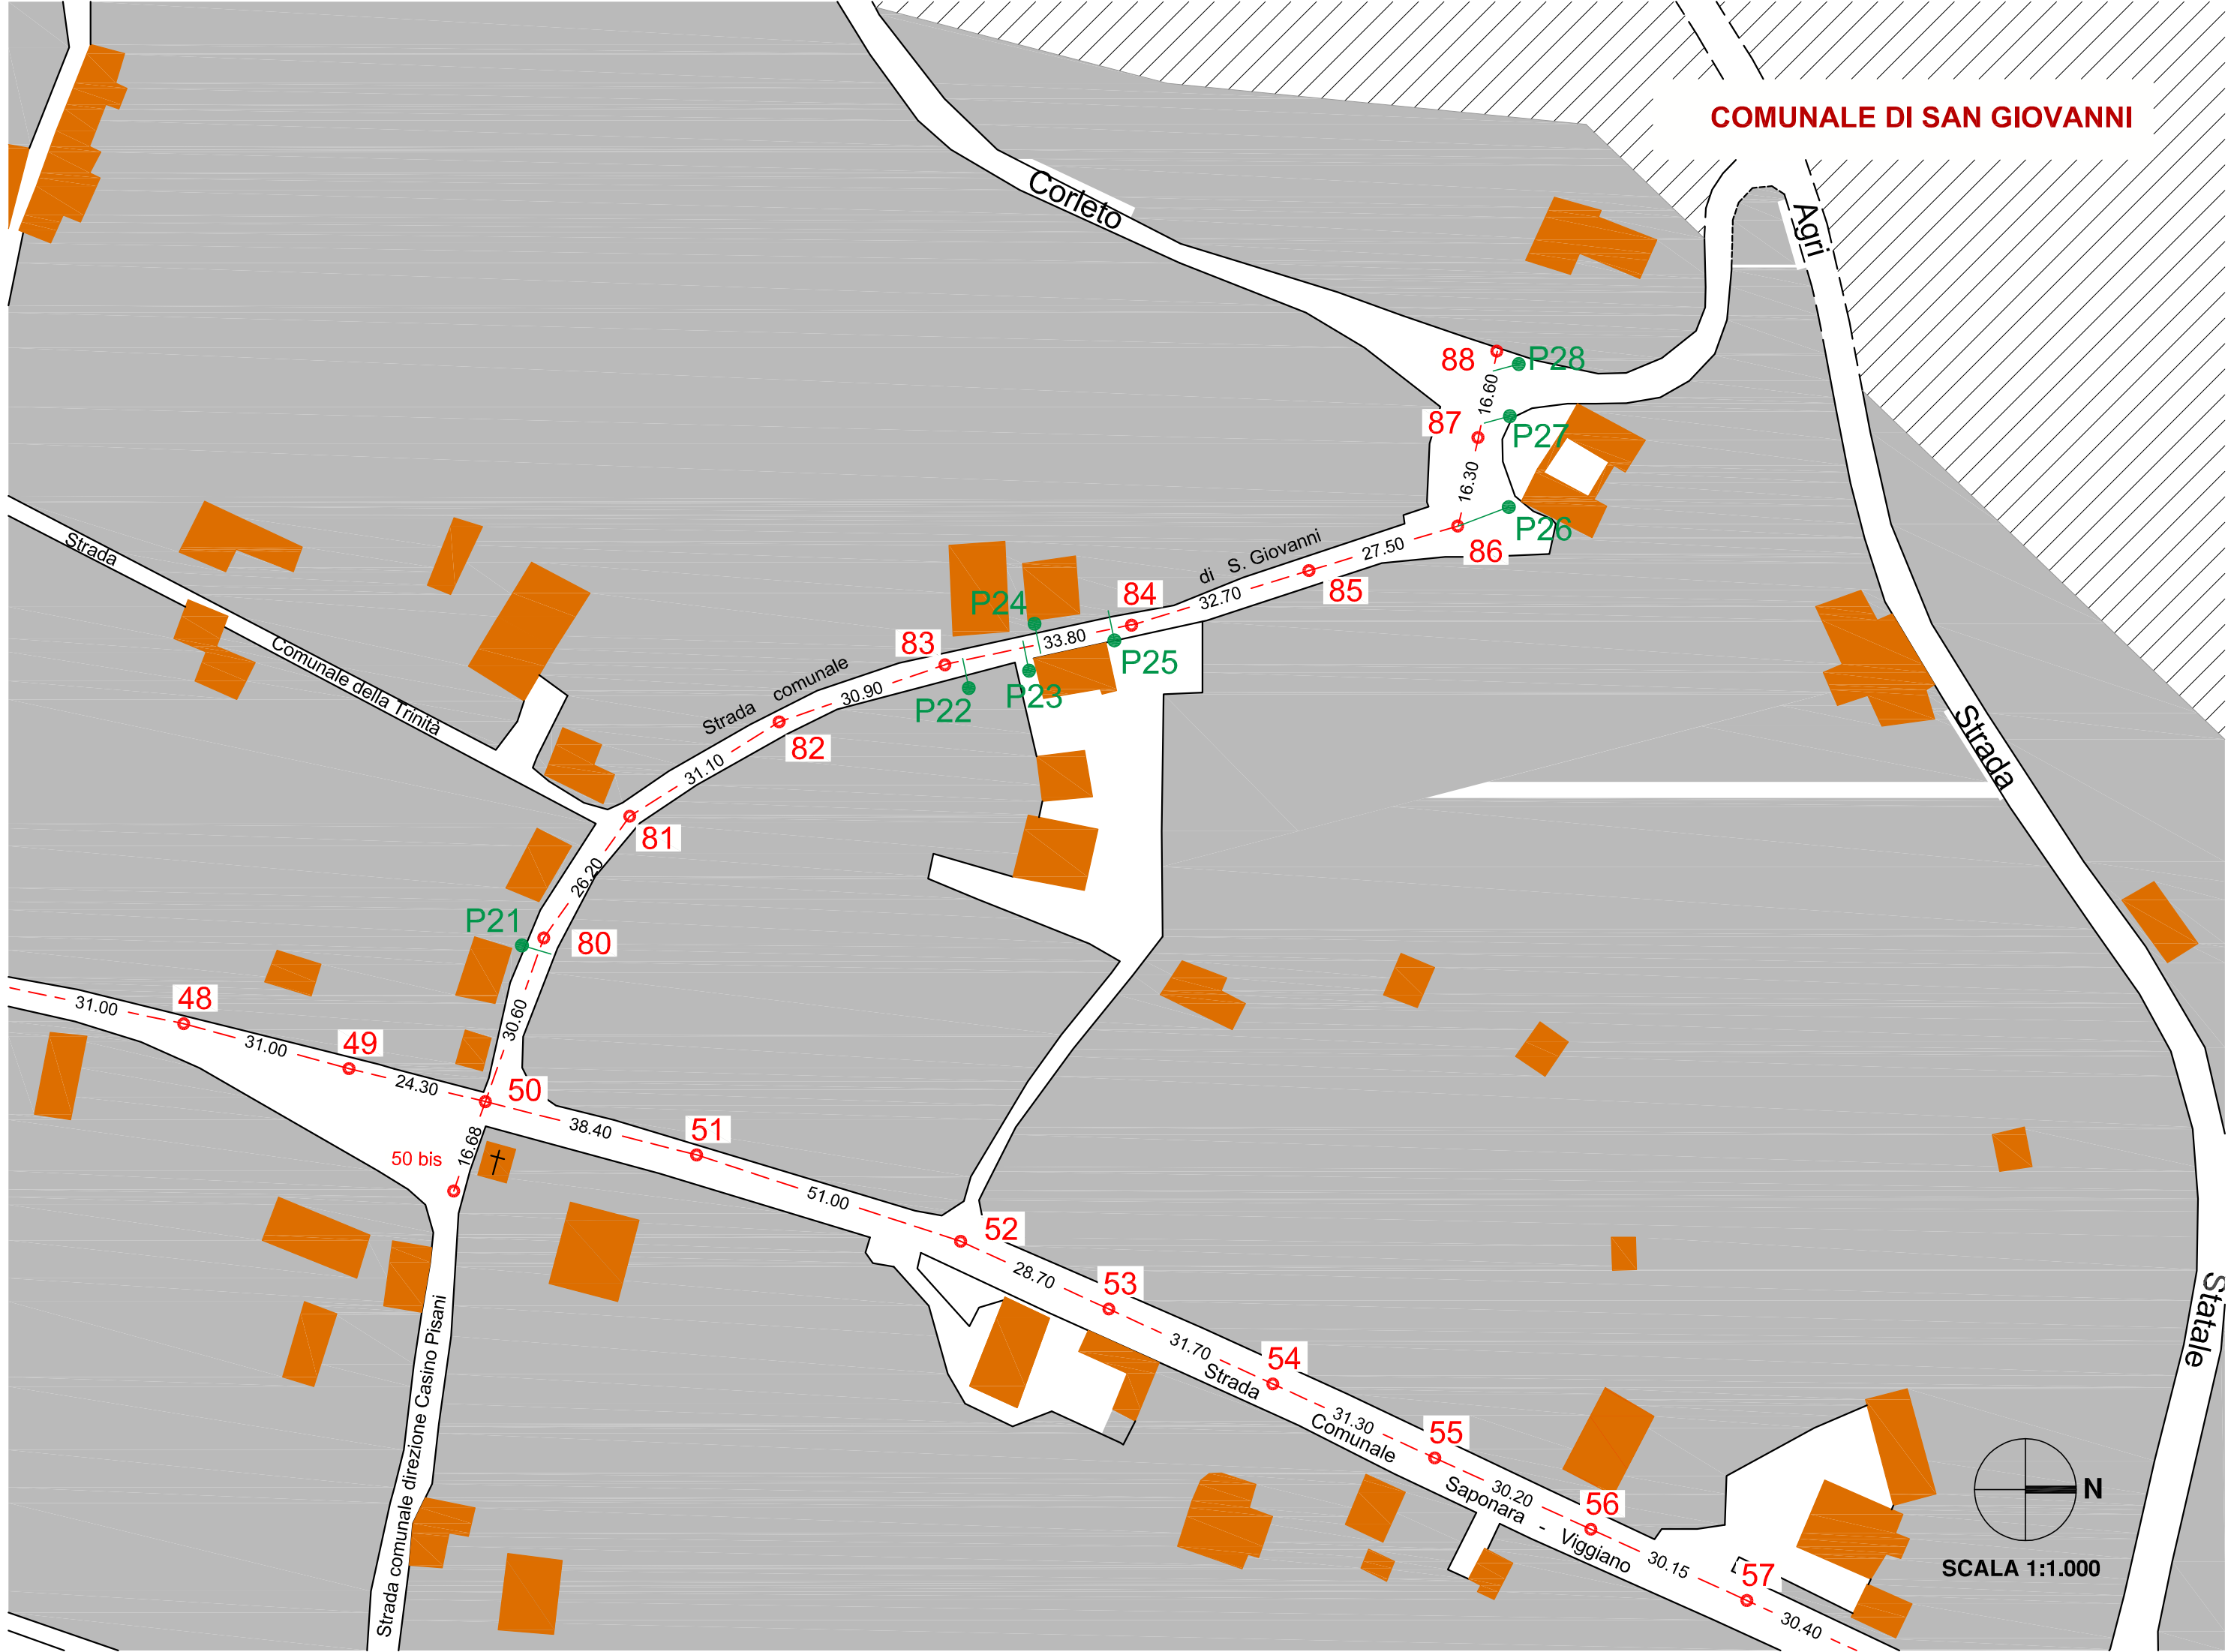 COMUNALE DI SAN GIOVANNI
Corleto
Agri
88
P28
16.60
87
P27
16.30
P26
86
di S. Giovanni
27.50
85
Strada
P24
84
32.70
83
33.80
P25
Comunale della Trinità
Strada comunale
30.90
P22
P23
82
31.10
Strada
81
26.20
P21
80
48
31.00
30.60
49
31.00
24.30
50
38.40
51
50 bis
16.68
51.00
52
28.70
53
31.70
54
Strada comunale direzione Casino Pisani
Statale
Strada
31.30
55
Comunale
30.20
56
Saponara - Viggiano
30.15
57
30.40
N
SCALA 1:1.000